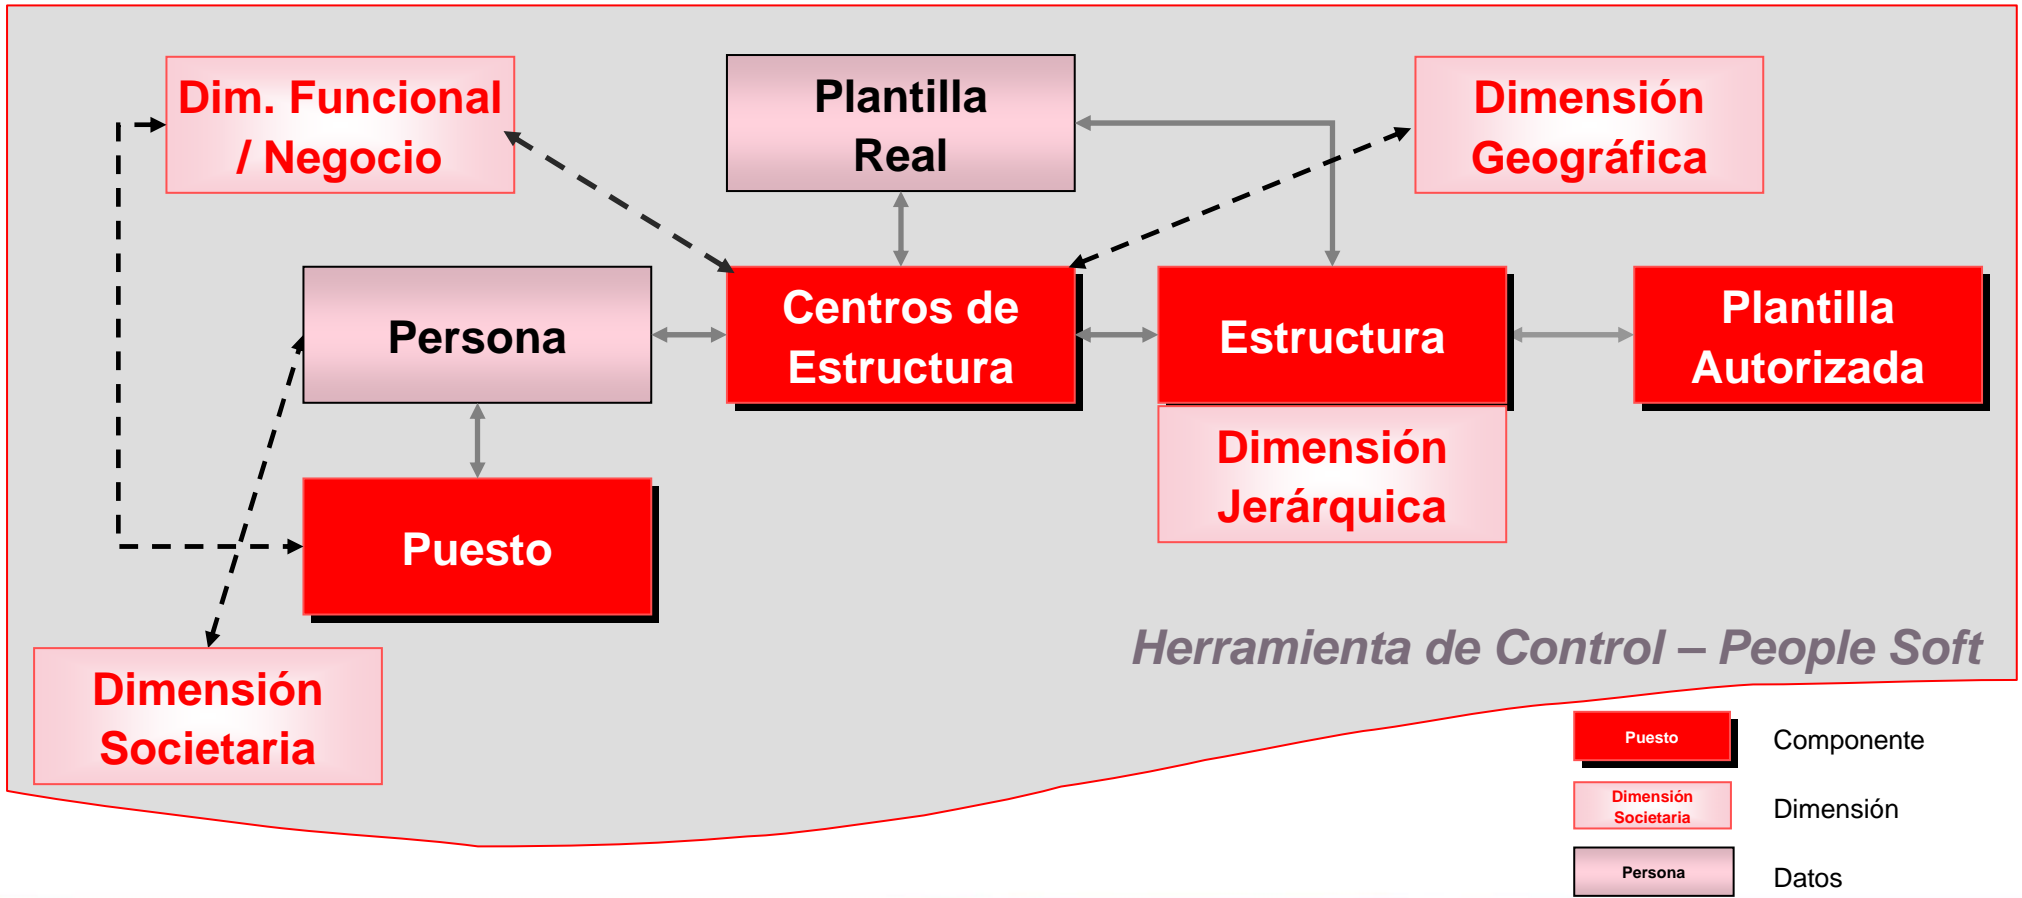 Dim. Funcional
/ Negocio
Plantilla
Real
Dimensión
Geográfica
Persona
Centros de
Estructura
Estructura
Plantilla
Autorizada
Dimensión
Jerárquica
Puesto
Herramienta de Control – People Soft
Dimensión
Societaria
Puesto
Componente
Dimensión
Societaria
Dimensión
Persona
Datos